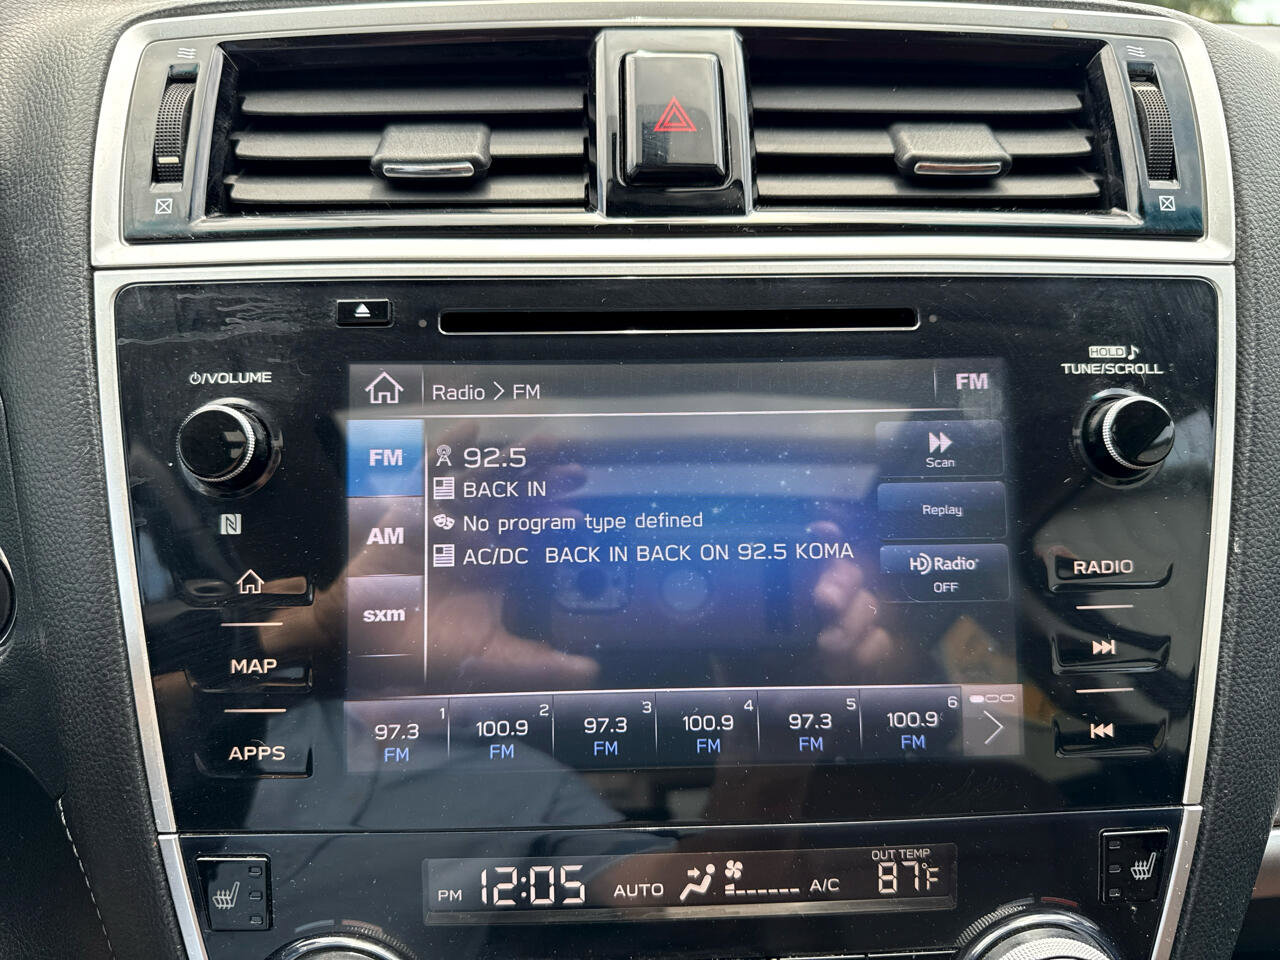 HOLD
TUNE/SCROLL
/VOLUME
Radio > FM
FM
FM
92.5
Scan
BACK IN
Replay
No program type defined
AM
AC/DC BACK IN BACK ON 92.5 KOMA
HD Radio
OFF
RADIO
sxm
MAP
APPS
1 2 3 4 5 6
97.3 100.9 97.3 100.9 97.3 100.9
FM FM FM FM FM FM
OUT TEMP
PM 12:05 AUTO A/C 87°F